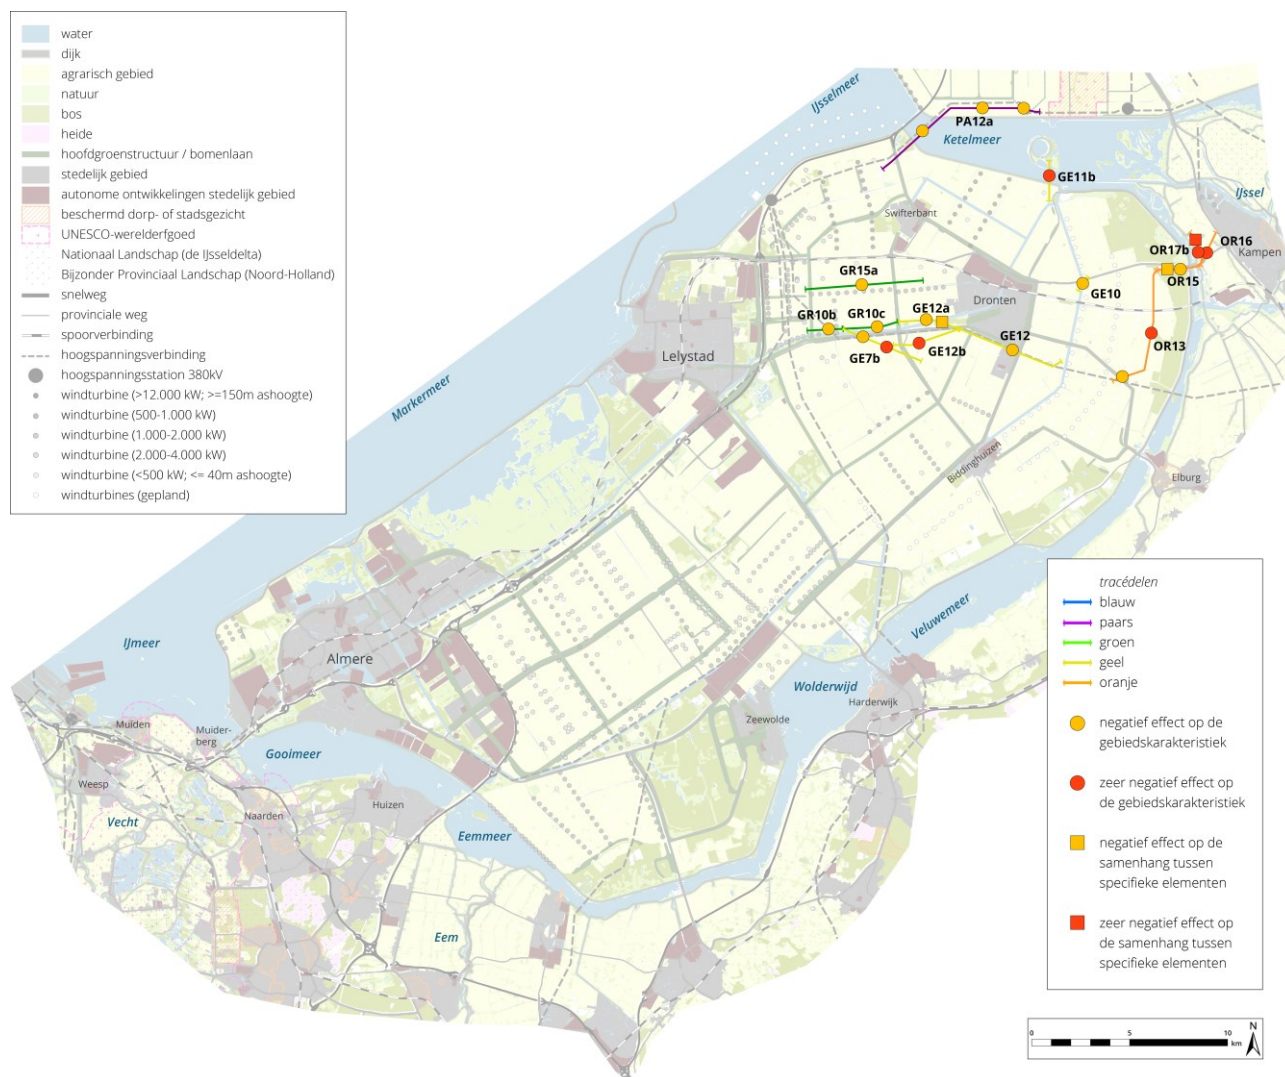 water
dijk
agrarisch gebied
natuur
bos
heide
hoofdgroenstructuur / bomenlaan
stedelijk gebied
autonome ontwikkelingen stedelijk gebied
beschermd dorp- of stadsgezicht
UNESCO-werelderfgoed
Nationaal Landschap (de IJsseldelta)
Bijzonder Provinciaal Landschap (Noord-Holland)
snelweg
provinciale weg
spoorverbinding
hoogspanningsverbinding
hoogspanningsstation 380kV
windturbine (>12.000 kW; >=150m ashoogte)
windturbine (500-1.000 kW)
windturbine (1.000-2.000 kW)
windturbine (2.000-4.000 kW)
windturbine (<500 kW; <= 40m ashoogte)
windturbines (gepland)
IJsselmeer
PA12a
Ketelmeer
GE11b
IJssel
Swifterbant
OR17b
OR16
Kampen
GR15a
OR15
GE10
Dronten
GR10b
GR10c
GE12a
OR13
GE12
GE12b
GE7b
Lelystad
Markermeer
Biddinghuizen
Elburg
Veluwemeer
IJmeer
Almere
Wolderwijd
Harderwijk
Zeewolde
Muiden
Muider-
berg
Gooimeer
Weesp
Huizen
Naarden
Vecht
Eemmeer
Eem
tracédelen
blauw
paars
groen
geel
oranje
negatief effect op de
gebiedskarakteristiek
zeer negatief effect op
de gebiedskarakteristiek
negatief effect op de
samenhang tussen
specifieke elementen
zeer negatief effect op
de samenhang tussen
specifieke elementen
0 5 10
km
N